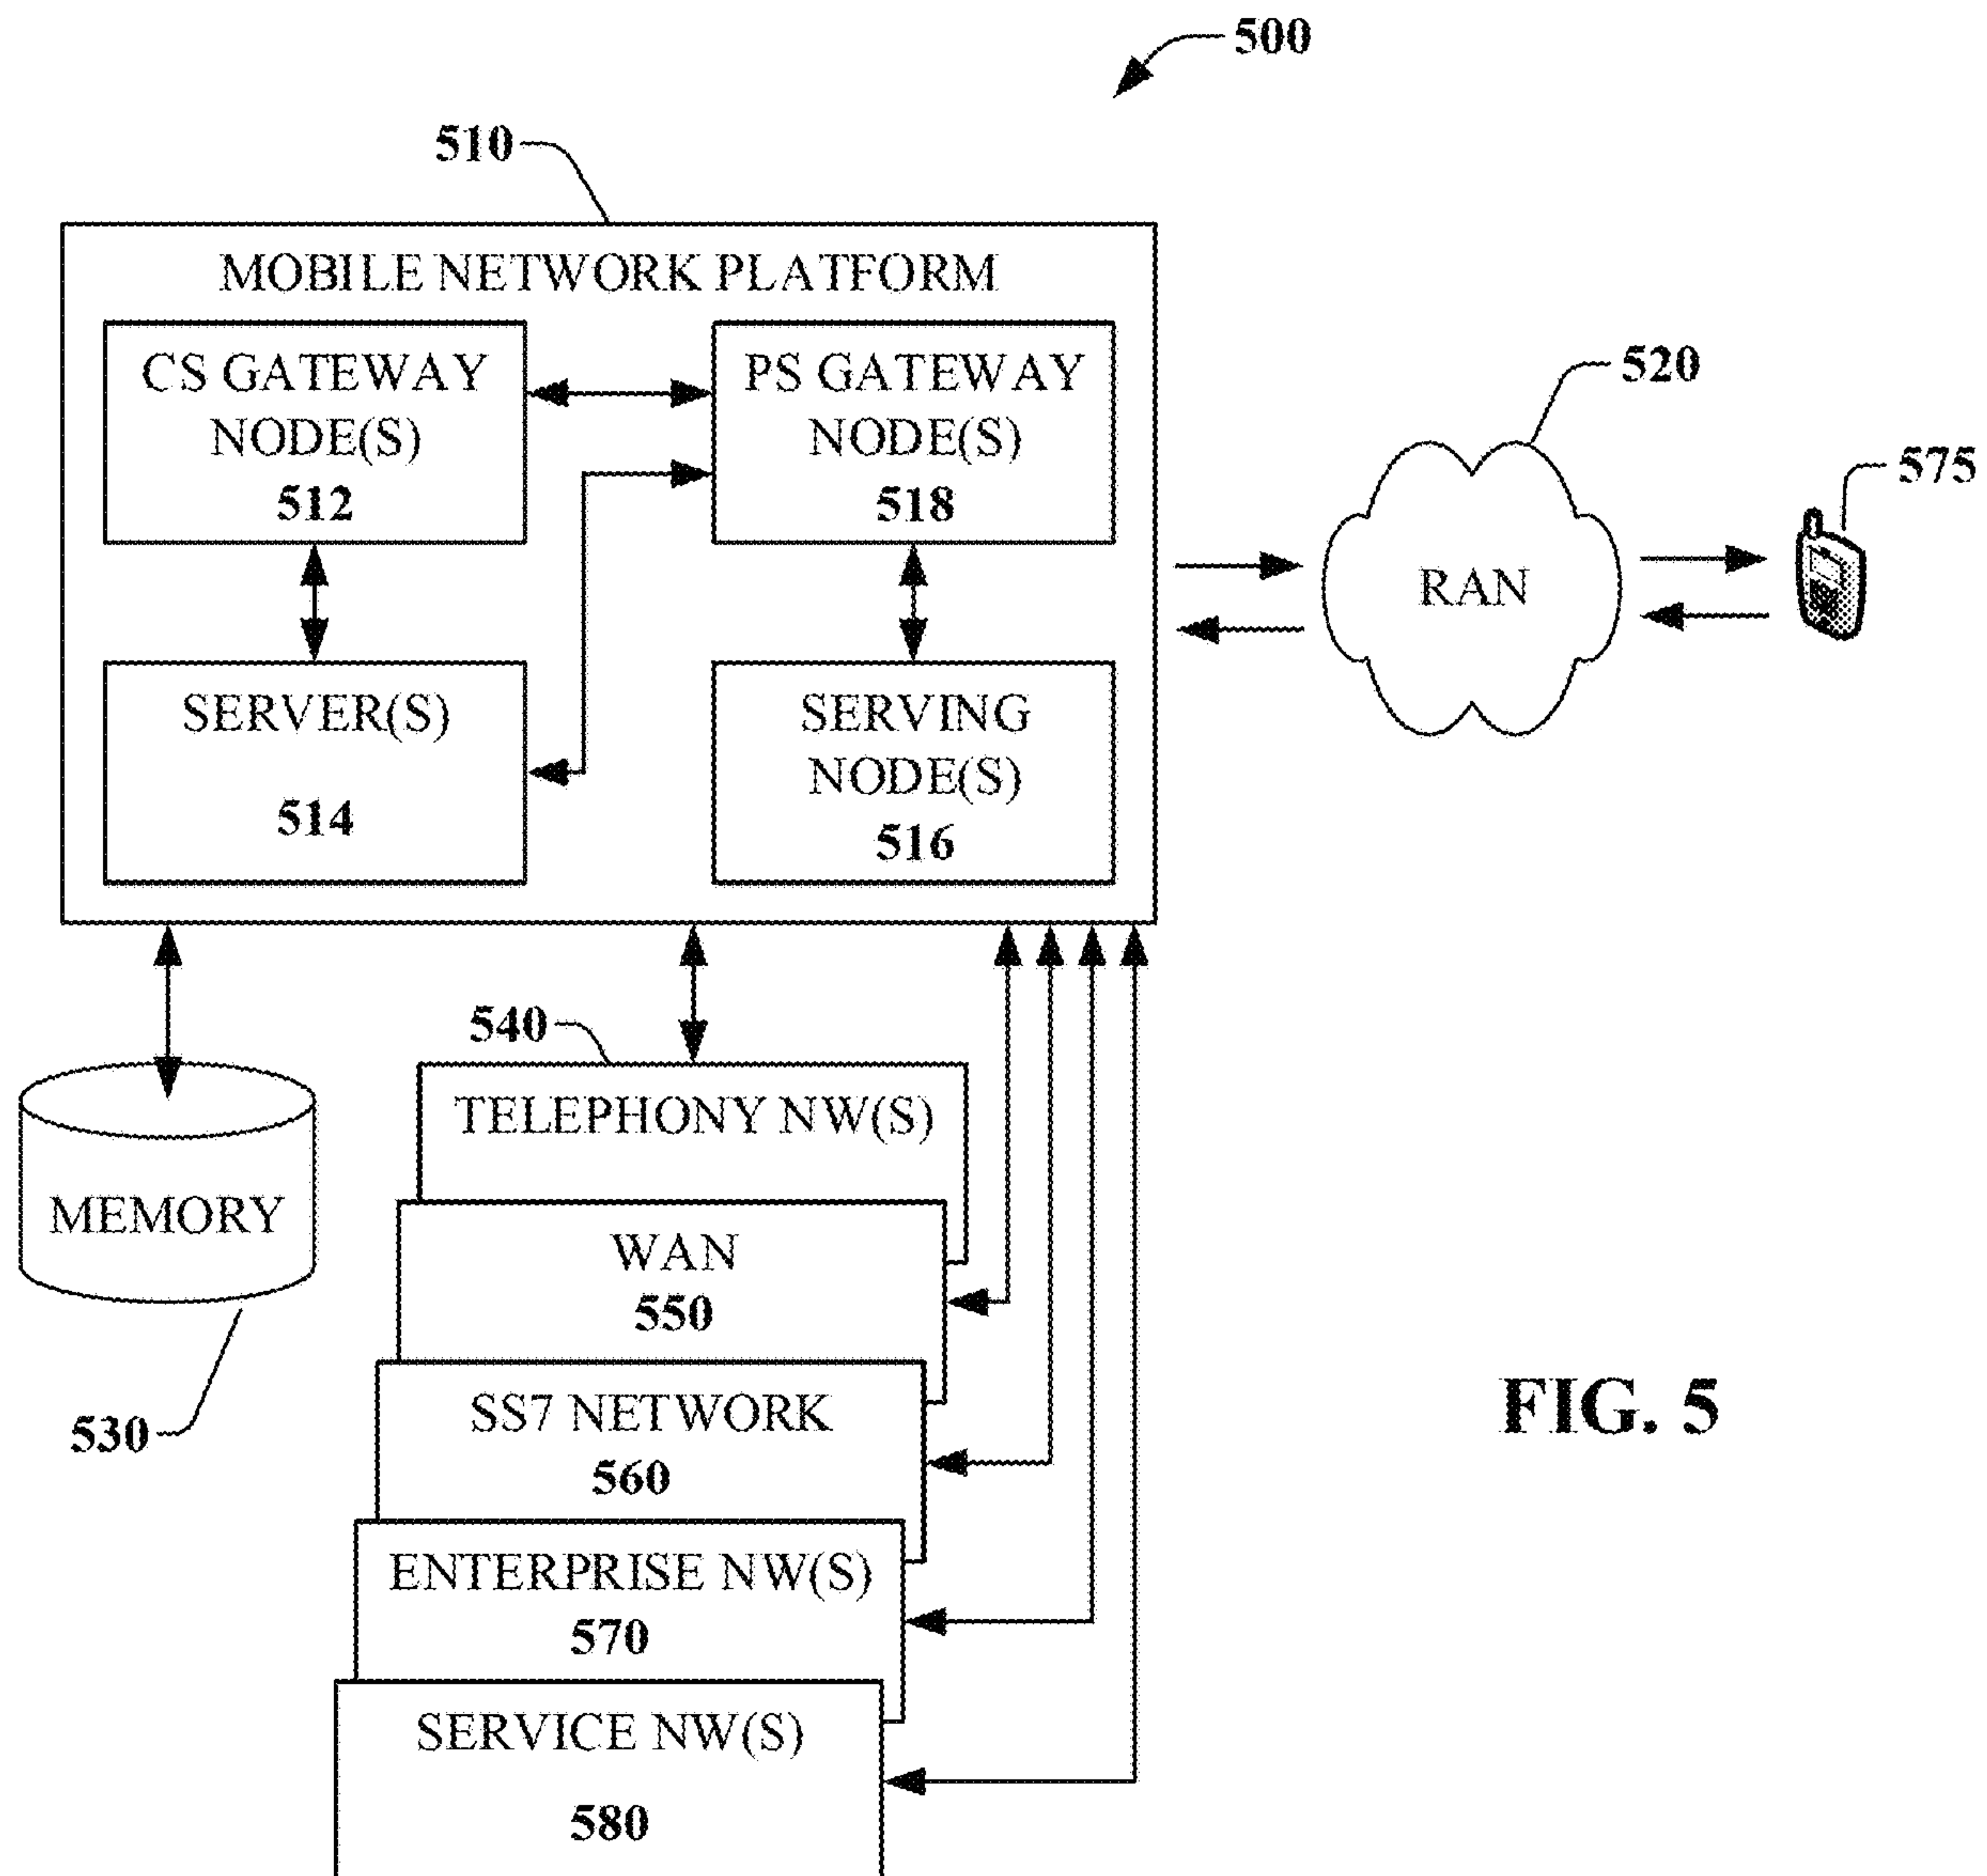 500
510
MOBILE NETWORK PLATFORM
CS GATEWAY
NODE(S)
512
PS GATEWAY
NODE(S)
518
SERVER(S)
514
SERVING
NODE(S)
516
520
RAN
575
540
TELEPHONY NW(S)
MEMORY
530
WAN
550
SS7 NETWORK
560
ENTERPRISE NW(S)
570
SERVICE NW(S)
580
FIG. 5